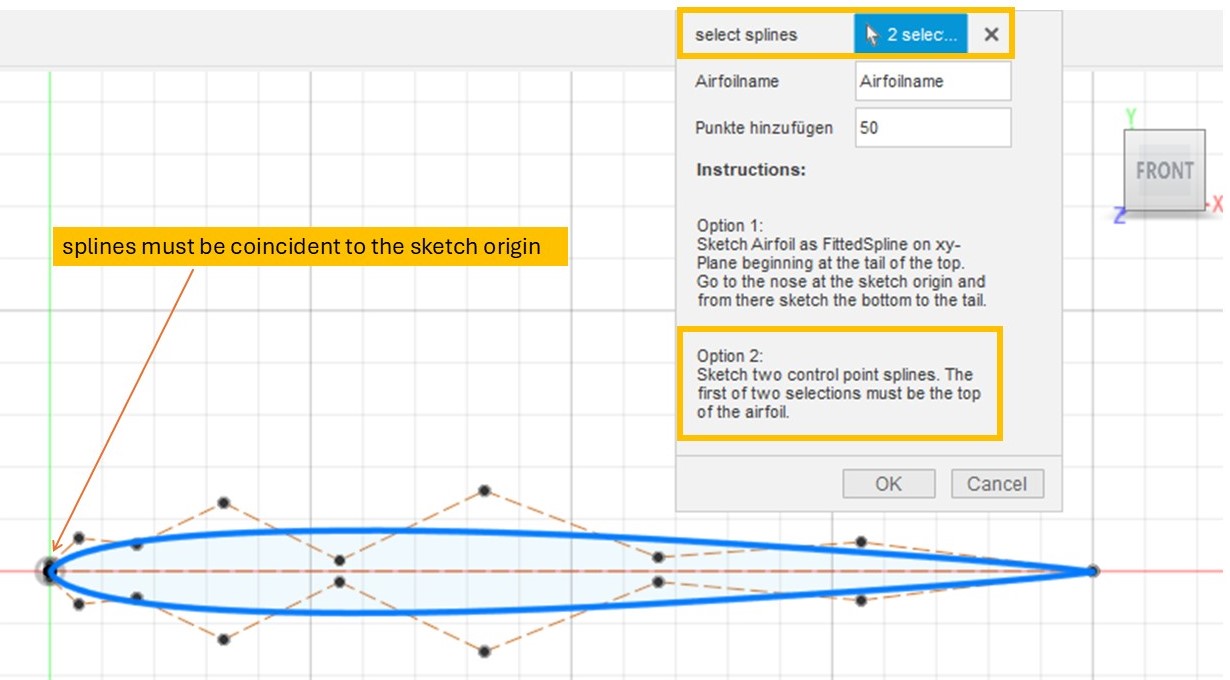 select splines 2 selec...
Airfoilname Airfoilname
Punkte hinzufügen 50
Instructions:
Y
FRONT
X
Z
Option 1:
Sketch Airfoil as FittedSpline on xy-
Plane beginning at the tail of the top.
Go to the nose at the sketch origin and
from there sketch the bottom to the tail.
splines must be coincident to the sketch origin
Option 2:
Sketch two control point splines. The
first of two selections must be the top
of the airfoil.
OK Cancel